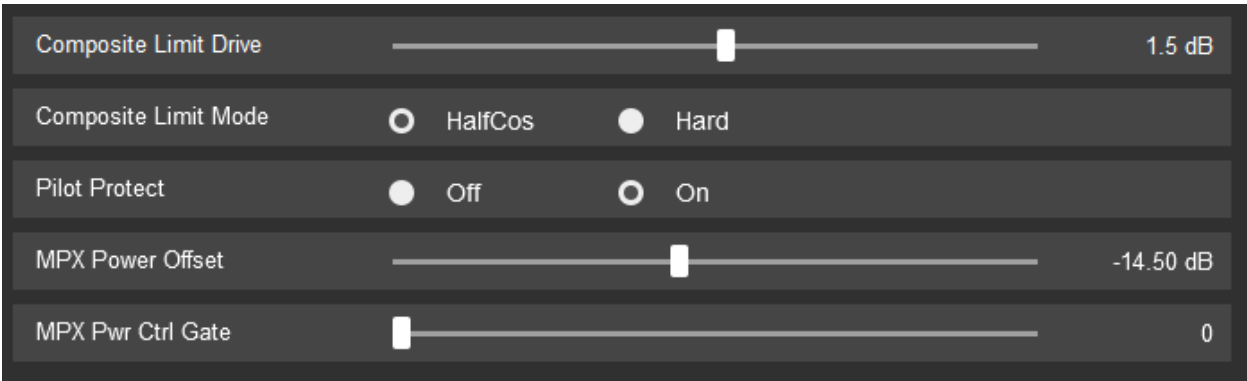 Composite Limit Drive 1.5 dB
Composite Limit Mode HalfCos Hard
Pilot Protect Off On
MPX Power Offset -14.50 dB
MPX Pwr Ctrl Gate 0